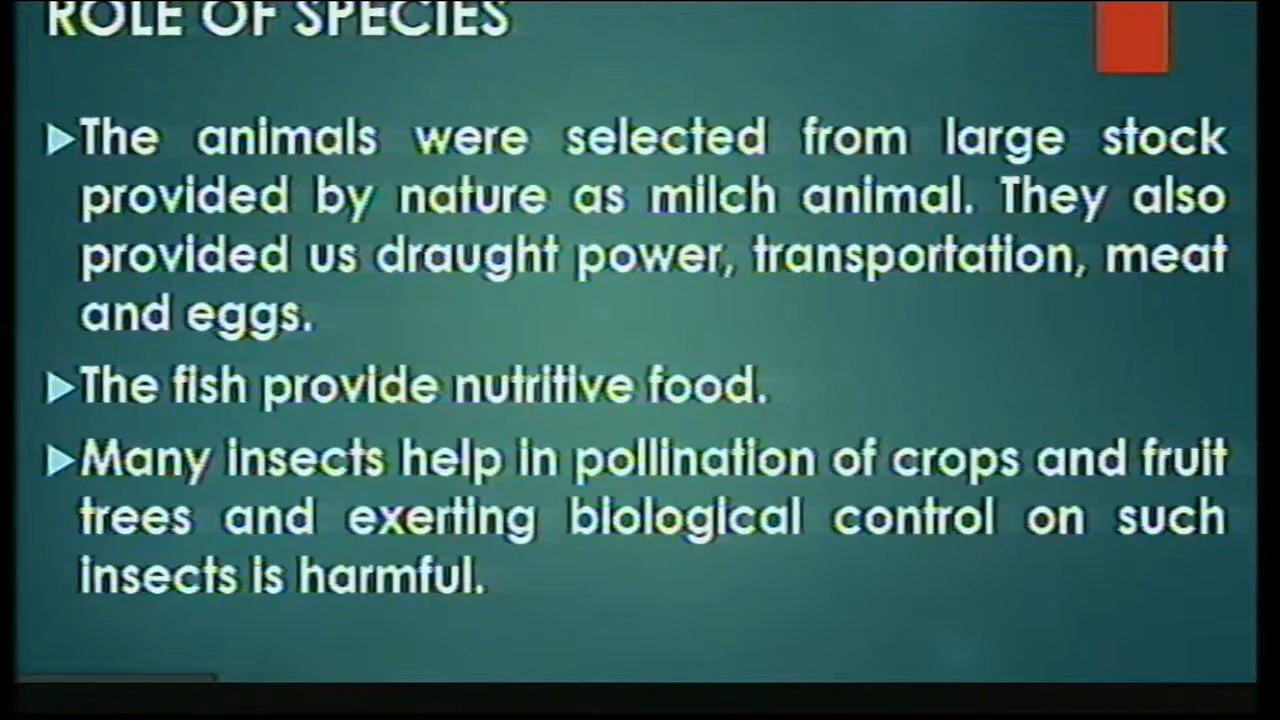 ROLE OF SPECIES
The animals were selected from large stock
provided by nature as milch animal. They also
provided us draught power, transportation, meat
and eggs.
The fish provide nutritive food.
Many insects help in pollination of crops and fruit
trees and exerting biological control on such
insects is harmful.